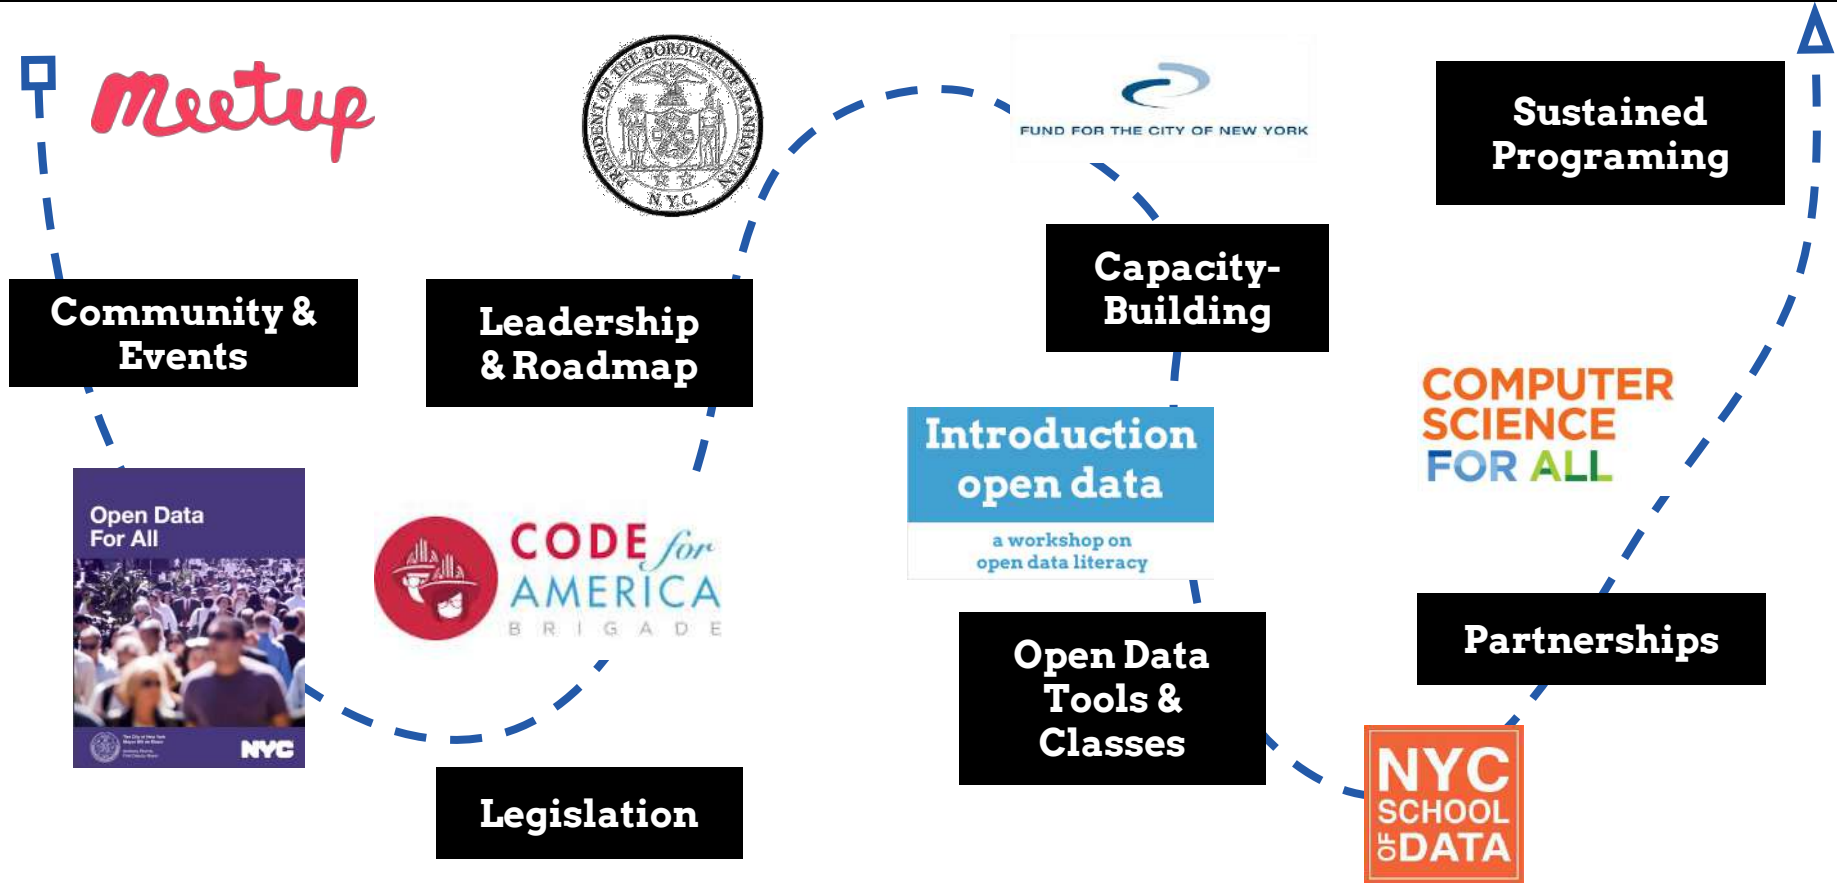 meetup
PRESIDENT OF THE BOROUGH OF MANHATTAN
N.Y.C.
FUND FOR THE CITY OF NEW YORK
Sustained
Programing
Capacity-
Building
Community &
Events
Leadership
& Roadmap
COMPUTER
SCIENCE
FOR ALL
Introduction
open data
a workshop on
open data literacy
Open Data
For All
NYC
CODE for
AMERICA
BRIGADE
Open Data
Tools &
Classes
Partnerships
Legislation
NYC
SCHOOL
OF DATA